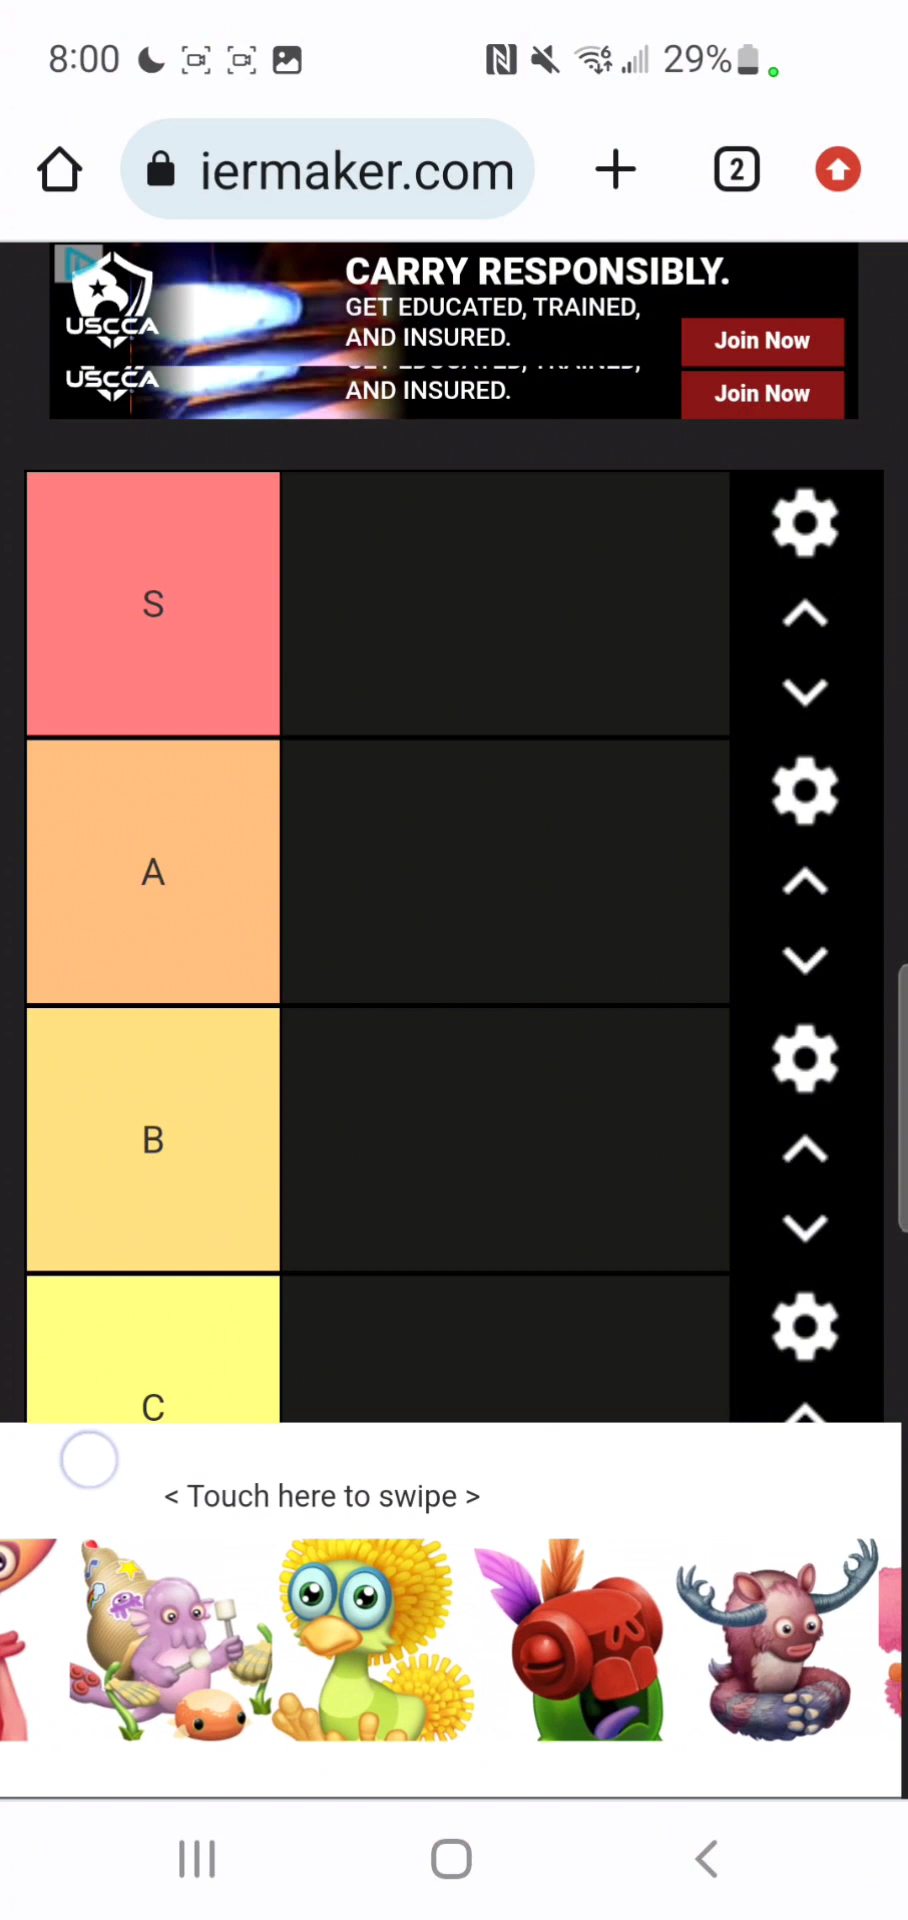 8:00
29%
iermaker.com
2
CARRY RESPONSIBLY.
GET EDUCATED, TRAINED,
AND INSURED.
USCCA
Join Now
AND INSURED.
USCCA
Join Now
S
A
B
C
< Touch here to swipe >